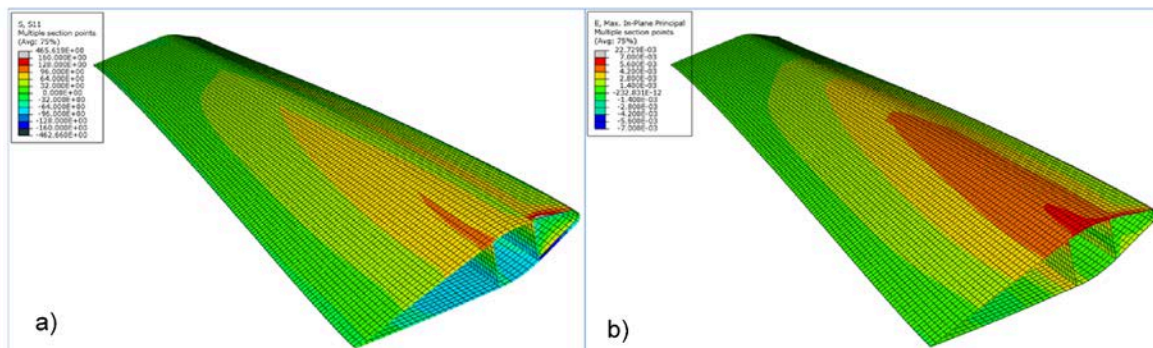 S, S11
Multiple section points
(Avg: 75%)
465.619E+00
160.000E+00
128.000E+00
96.000E+00
64.000E+00
32.000E+00
0.000E+00
-32.000E+00
-64.000E+00
-96.000E+00
-128.000E+00
-160.000E+00
-462.660E+00
a)
E, Max. In-Plane Principal
Multiple section points
(Avg: 75%)
22.729E-03
7.000E-03
5.600E-03
4.200E-03
2.800E-03
1.400E-03
-232.831E-12
-1.400E-03
-2.800E-03
-4.200E-03
-5.600E-03
-7.000E-03
b)